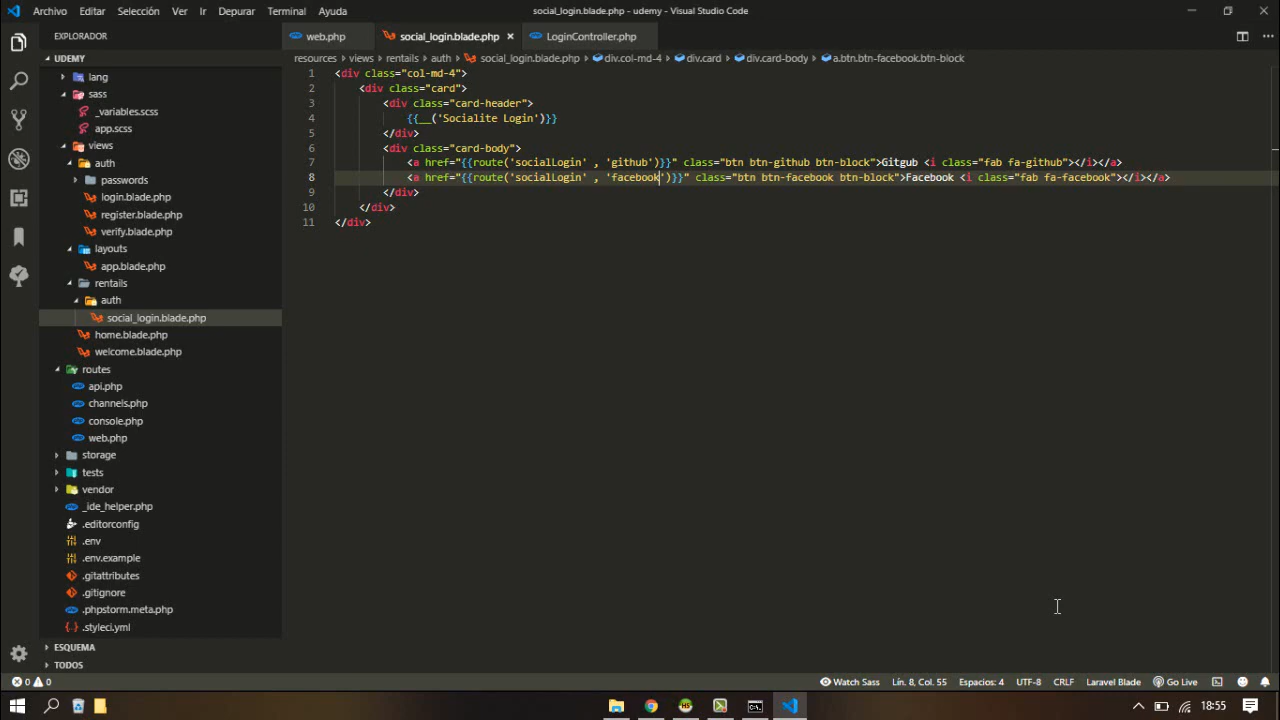 Archivo Editar Selección Ver Ir Depurar Terminal Ayuda social_login.blade.php - udemy - Visual Studio Code
EXPLORADOR
web.php social_login.blade.php × LoginController.php
UDEMY
resources > views > rentails > auth > social_login.blade.php > div.col-md-4 > div.card > div.card-body > a.btn.btn-facebook.btn-block
lang
sass
_variables.scss
app.scss
views
auth
passwords
login.blade.php
register.blade.php
verify.blade.php
layouts
app.blade.php
rentails
auth
social_login.blade.php
home.blade.php
welcome.blade.php
routes
api.php
channels.php
console.php
web.php
storage
tests
vendor
_ide_helper.php
.editorconfig
.env
.env.example
.gitattributes
.gitignore
.phpstorm.meta.php
.styleci.yml
ESQUEMA
TODOS
1 <div class="col-md-4">
2 <div class="card">
3 <div class="card-header">
4 {{__('Socialite Login')}}
5 </div>
6 <div class="card-body">
7 <a href="{{route('socialLogin' , 'github')}}" class="btn btn-github btn-block">Gitgub <i class="fab fa-github"></i></a>
8 <a href="{{route('socialLogin' , 'facebook')}}" class="btn btn-facebook btn-block">Facebook <i class="fab fa-facebook"></i></a>
9 </div>
10 </div>
11 </div>
0 0 Watch Sass Lín. 8, Col. 55 Espacios: 4 UTF-8 CRLF Laravel Blade Go Live
18:55